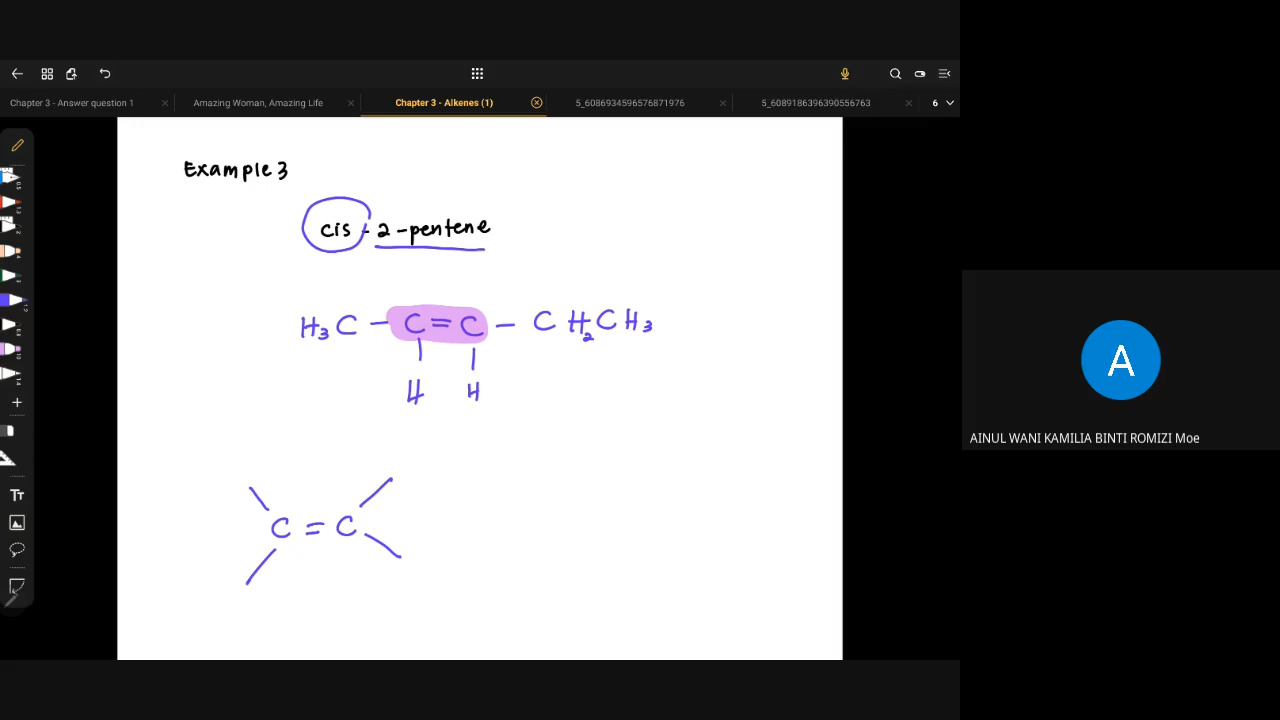 Chapter 3 - Answer question 1
Amazing Woman, Amazing Life
Chapter 3 - Alkenes (1)
5_6086934596576871976
5_6089186396390556763
6
Example 3
cis - 2 - pentene
H₃C - C = C - CH₂CH₃
H H
C = C
Tt
A
AINUL WANI KAMILIA BINTI ROMIZI Moe